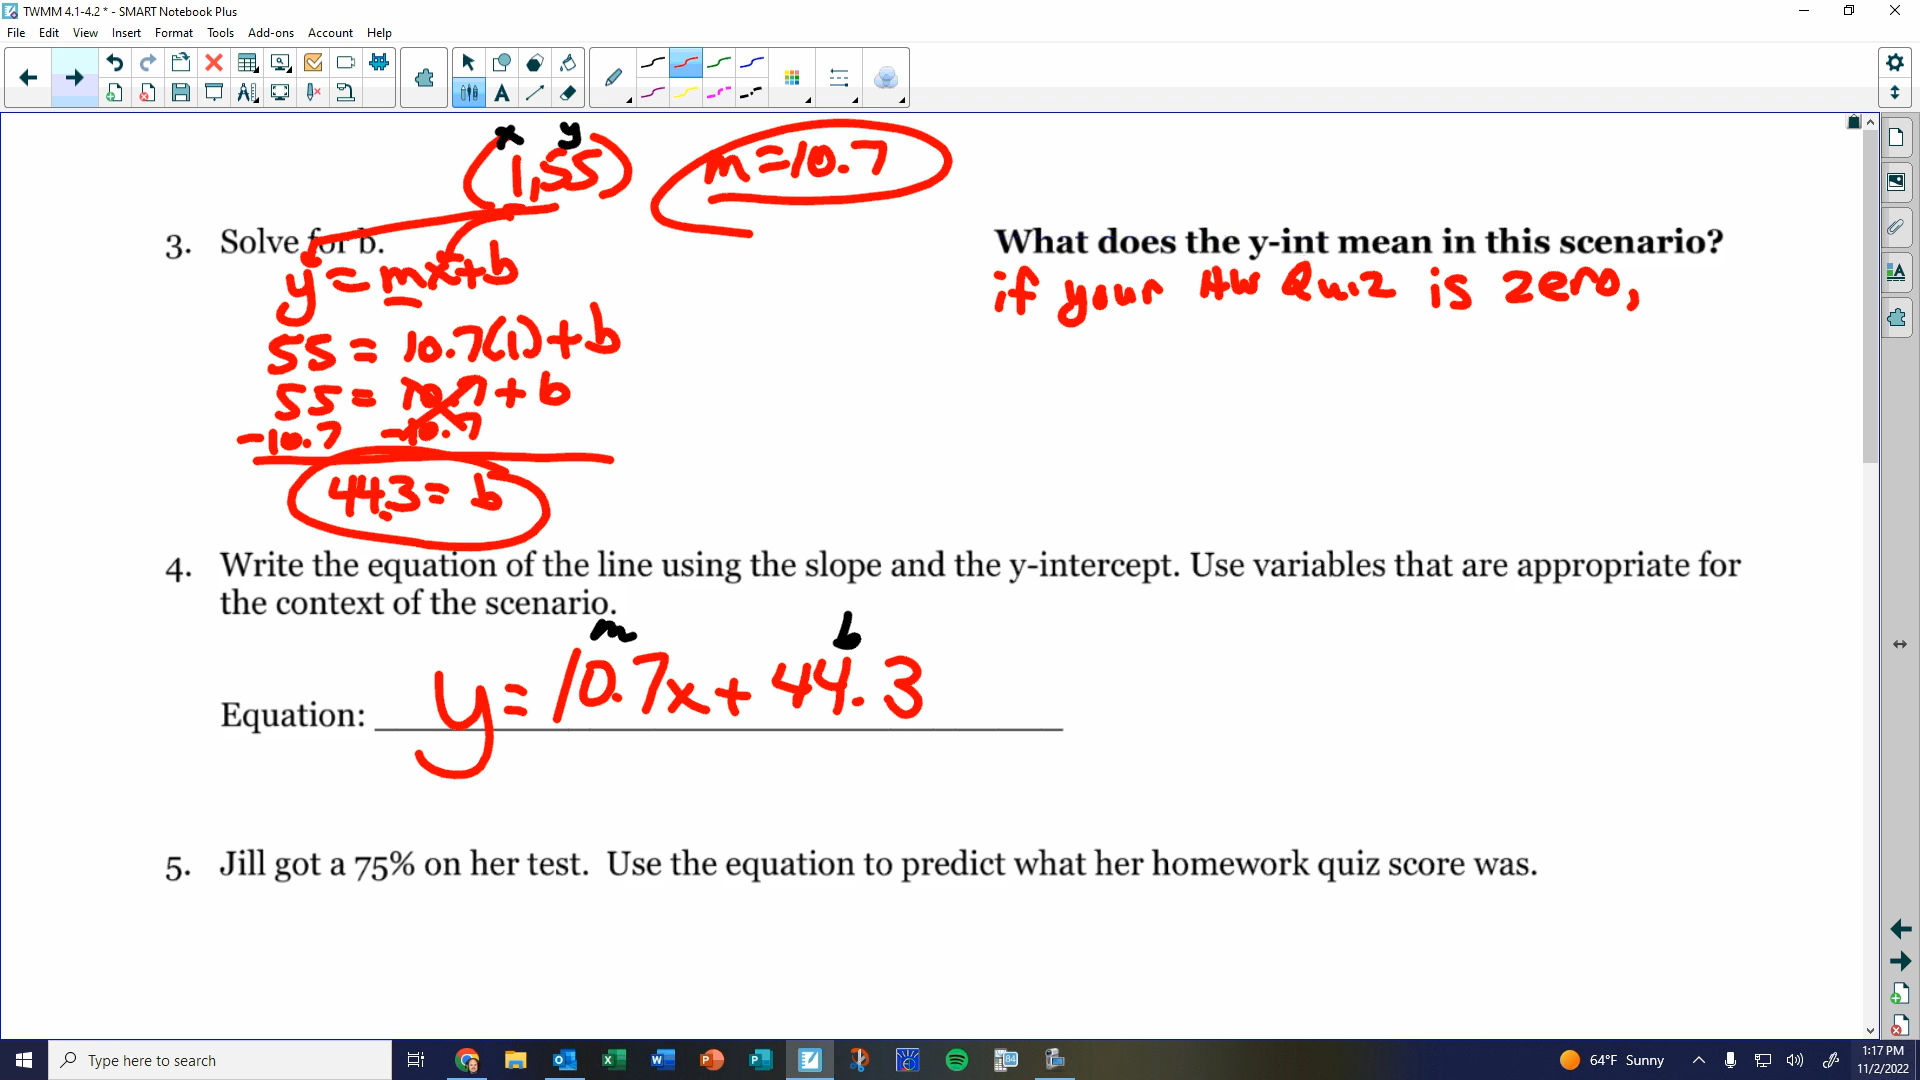 TWMM 4.1-4.2 * - SMART Notebook Plus
File Edit View Insert Format Tools Add-ons Account Help
x y
(1,55) m=10.7
3. Solve for b.
What does the y-int mean in this scenario?
y=mx+b
if your HW Quiz is zero,
55 = 10.7(1)+b
55 = 10.7+b
-10.7 -10.7
44.3= b
4. Write the equation of the line using the slope and the y-intercept. Use variables that are appropriate for
the context of the scenario.
m b
Equation: y=10.7x+44.3
5. Jill got a 75% on her test. Use the equation to predict what her homework quiz score was.
Type here to search
84
64°F Sunny
1:17 PM
11/2/2022